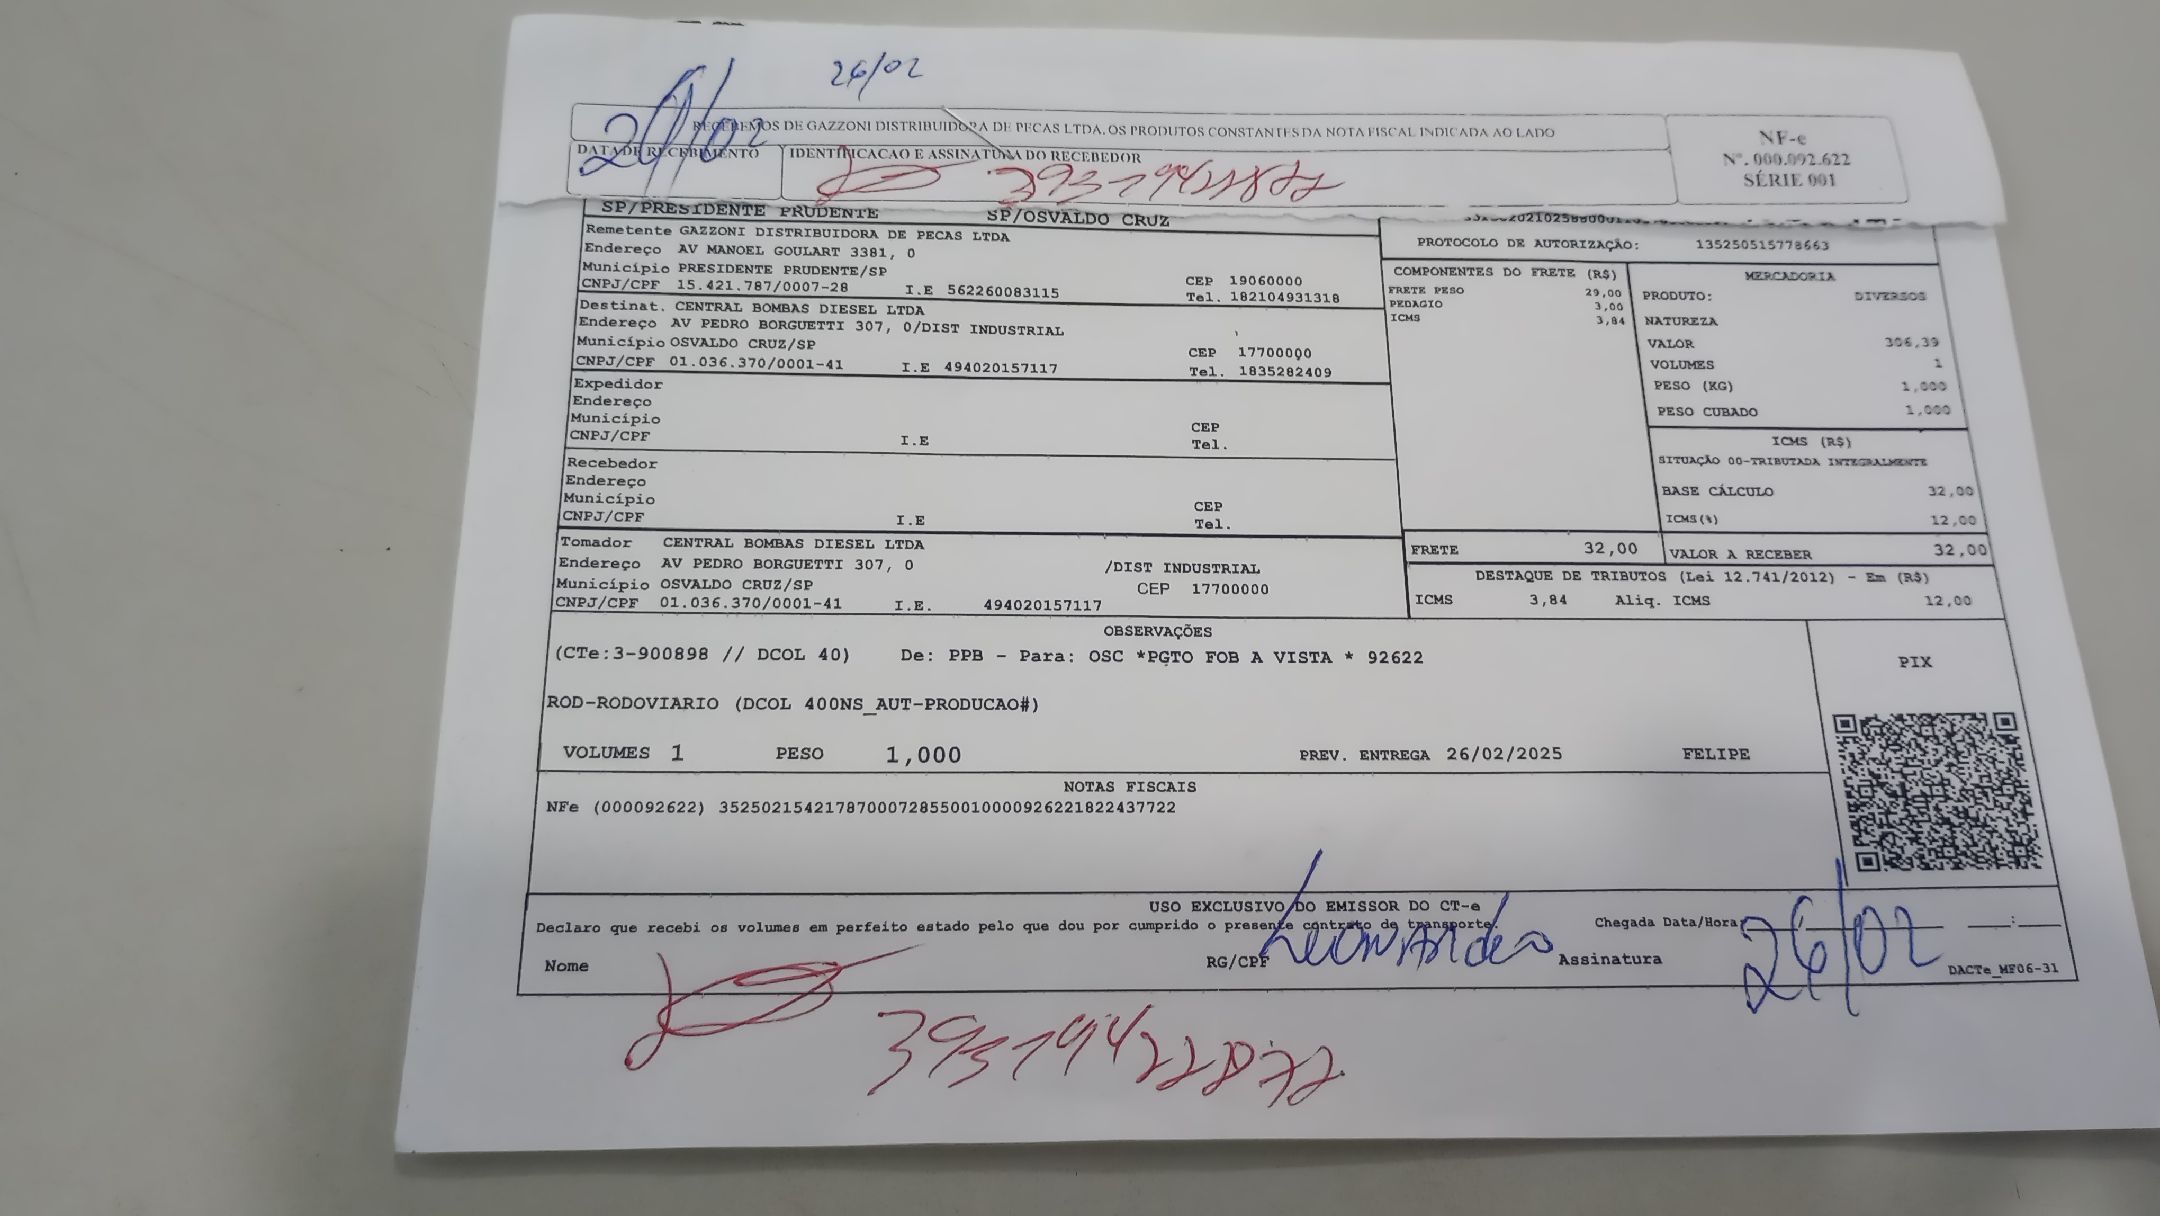 26/02
RECEBEMOS DE GAZZONI DISTRIBUIDORA DE PECAS LTDA. OS PRODUTOS CONSTANTES DA NOTA FISCAL INDICADA AO LADO
DATA DE RECEBIMENTO
IDENTIFICACAO E ASSINATURA DO RECEBEDOR
39379422872
NF-e
Nº. 000.092.622
SÉRIE 001
SP/PRESIDENTE PRUDENTE SP/OSVALDO CRUZ
Remetente GAZZONI DISTRIBUIDORA DE PECAS LTDA
Endereço AV MANOEL GOULART 3381, 0
Município PRESIDENTE PRUDENTE/SP CEP 19060000
CNPJ/CPF 15.421.787/0007-28 I.E 562260083115 Tel. 182104931318
Destinat. CENTRAL BOMBAS DIESEL LTDA
Endereço AV PEDRO BORGUETTI 307, 0/DIST INDUSTRIAL
Município OSVALDO CRUZ/SP CEP 17700000
CNPJ/CPF 01.036.370/0001-41 I.E 494020157117 Tel. 1835282409
Expedidor
Endereço
Município CEP
CNPJ/CPF I.E Tel.
Recebedor
Endereço
Município CEP
CNPJ/CPF I.E Tel.
Tomador CENTRAL BOMBAS DIESEL LTDA
Endereço AV PEDRO BORGUETTI 307, 0 /DIST INDUSTRIAL
Município OSVALDO CRUZ/SP CEP 17700000
CNPJ/CPF 01.036.370/0001-41 I.E. 494020157117
PROTOCOLO DE AUTORIZAÇÃO: 135250515778663
COMPONENTES DO FRETE (R$)
FRETE PESO 29,00
PEDAGIO 3,00
ICMS 3,84
MERCADORIA
PRODUTO: DIVERSOS
NATUREZA
VALOR 306,39
VOLUMES 1
PESO (KG) 1,000
PESO CUBADO 1,000
ICMS (R$)
SITUAÇÃO 00-TRIBUTADA INTEGRALMENTE
BASE CÁLCULO 32,00
ICMS(%) 12,00
FRETE 32,00 VALOR A RECEBER 32,00
DESTAQUE DE TRIBUTOS (Lei 12.741/2012) - Em (R$)
ICMS 3,84 Aliq. ICMS 12,00
OBSERVAÇÕES
(CTe:3-900898 // DCOL 40) De: PPB - Para: OSC *PGTO FOB A VISTA * 92622
ROD-RODOVIARIO (DCOL 400NS_AUT-PRODUCAO#)
VOLUMES 1 PESO 1,000 PREV. ENTREGA 26/02/2025 FELIPE
PIX
NOTAS FISCAIS
NFe (000092622) 35250215421787000728550010000926221822437722
USO EXCLUSIVO DO EMISSOR DO CT-e
Declaro que recebi os volumes em perfeito estado pelo que dou por cumprido o presente contrato de transporte.
Chegada Data/Hora
Nome RG/CPF Assinatura 26/02
DACTe_MF06-31
39379422872